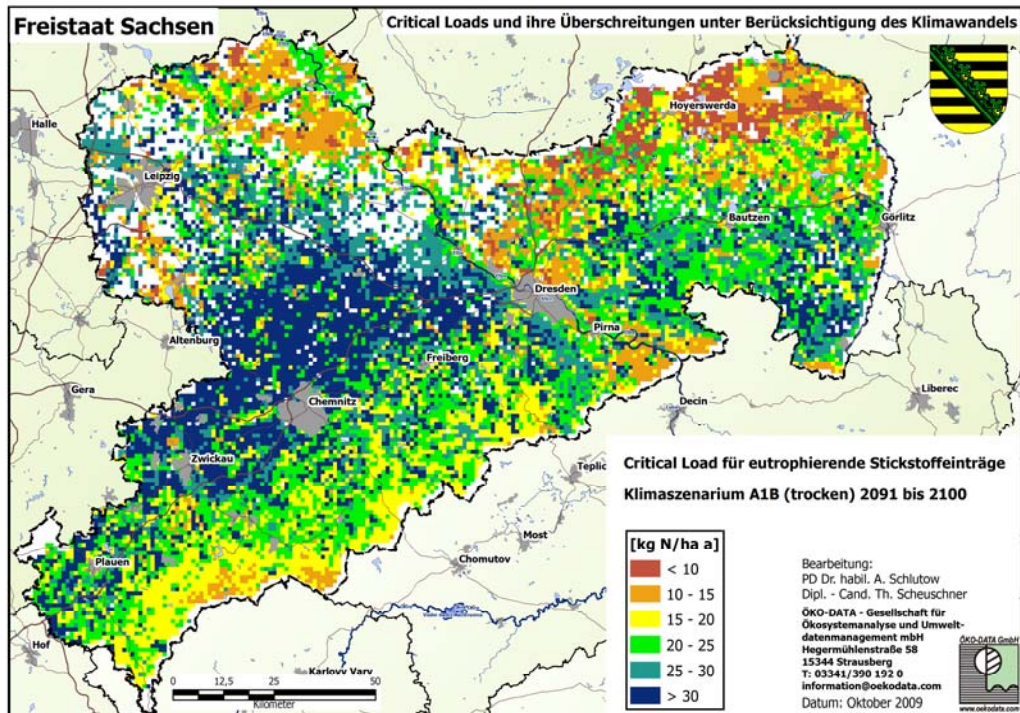 Freistaat Sachsen
Critical Loads und ihre Überschreitungen unter Berücksichtigung des Klimawandels
Halle
Leipzig
Hoyerswerda
Bautzen
Görlitz
Dresden
Pirna
Altenburg
Freiberg
Gera
Chemnitz
Decin
Liberec
Zwickau
Teplic
Most
Chomutov
Plauen
Hof
Karlovy Vary
0 12,5 25 50
Kilometer
Critical Load für eutrophierende Stickstoffeinträge
Klimaszenarium A1B (trocken) 2091 bis 2100
[kg N/ha a]
< 10
10 - 15
15 - 20
20 - 25
25 - 30
> 30
Bearbeitung:
PD Dr. habil. A. Schlutow
Dipl. - Cand. Th. Scheuschner
ÖKO-DATA - Gesellschaft für
Ökosystemanalyse und Umwelt-
datenmanagement mbH
Hegermühlenstraße 58
15344 Strausberg
T: 03341/390 192 0
information@oekodata.com
Datum: Oktober 2009
ÖKO-DATA GmbH
www.oekodata.com